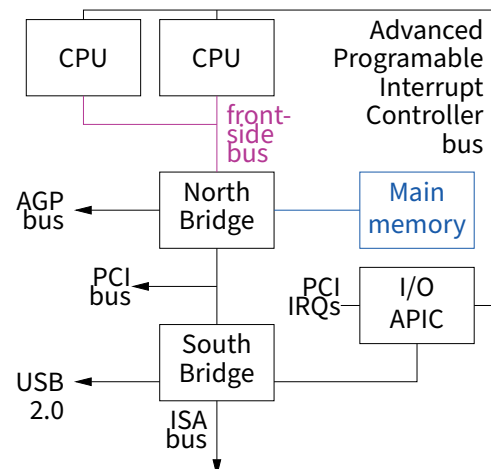 CPU
CPU
Advanced
Programable
Interrupt
Controller
bus
front-
side
bus
AGP
bus
North
Bridge
Main
memory
PCI
bus
PCI
IRQs
I/O
APIC
South
Bridge
USB
2.0
ISA
bus